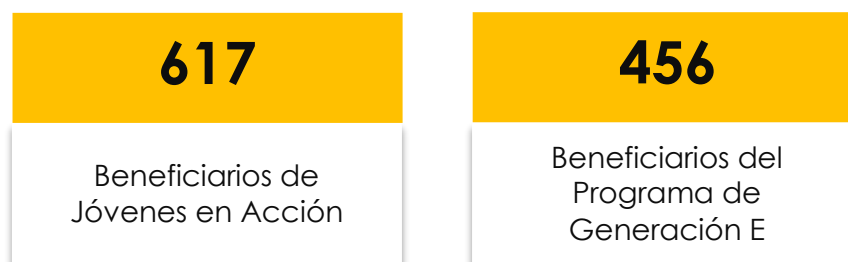 617
Beneficiarios de
Jóvenes en Acción
456
Beneficiarios del
Programa de
Generación E